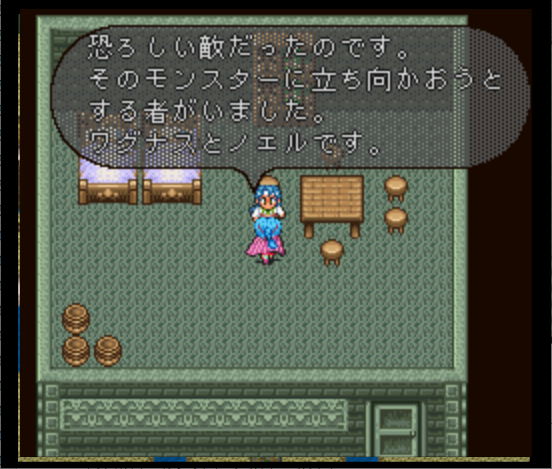 恐ろしい敵だったのです。
そのモンスターに立ち向かおうと
する者がいました。
ワグナスとノエルです。